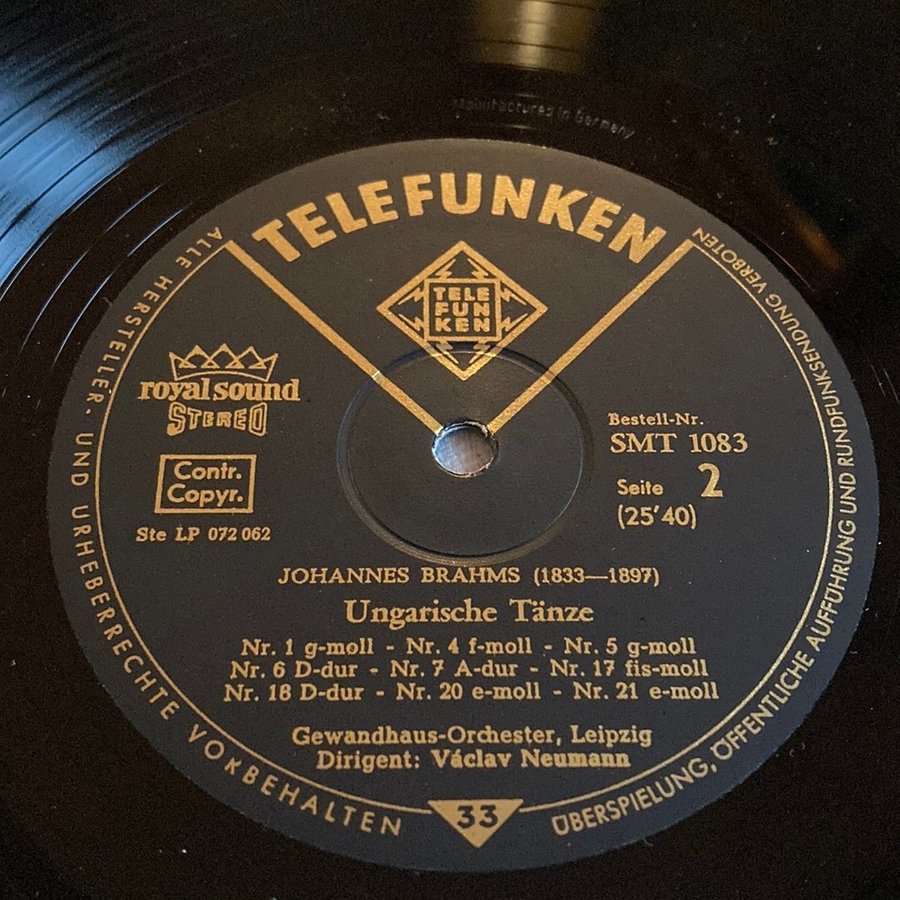 manufactured in Germany
TELEFUNKEN
TELE
FUN
KEN
royal sound
STEREO
Contr.
Copyr.
Ste LP 072 062
Bestell-Nr.
SMT 1083
Seite 2
(25'40)
JOHANNES BRAHMS (1833—1897)
Ungarische Tänze
Nr. 1 g-moll - Nr. 4 f-moll - Nr. 5 g-moll
Nr. 6 D-dur - Nr. 7 A-dur - Nr. 17 fis-moll
Nr. 18 D-dur - Nr. 20 e-moll - Nr. 21 e-moll
Gewandhaus-Orchester, Leipzig
Dirigent: Václav Neumann
33
ALLE HERSTELLER- UND URHEBERRECHTE VORBEHALTEN
ÜBERSPIELUNG, ÖFFENTLICHE AUFFÜHRUNG UND RUNDFUNKSENDUNG VERBOTEN